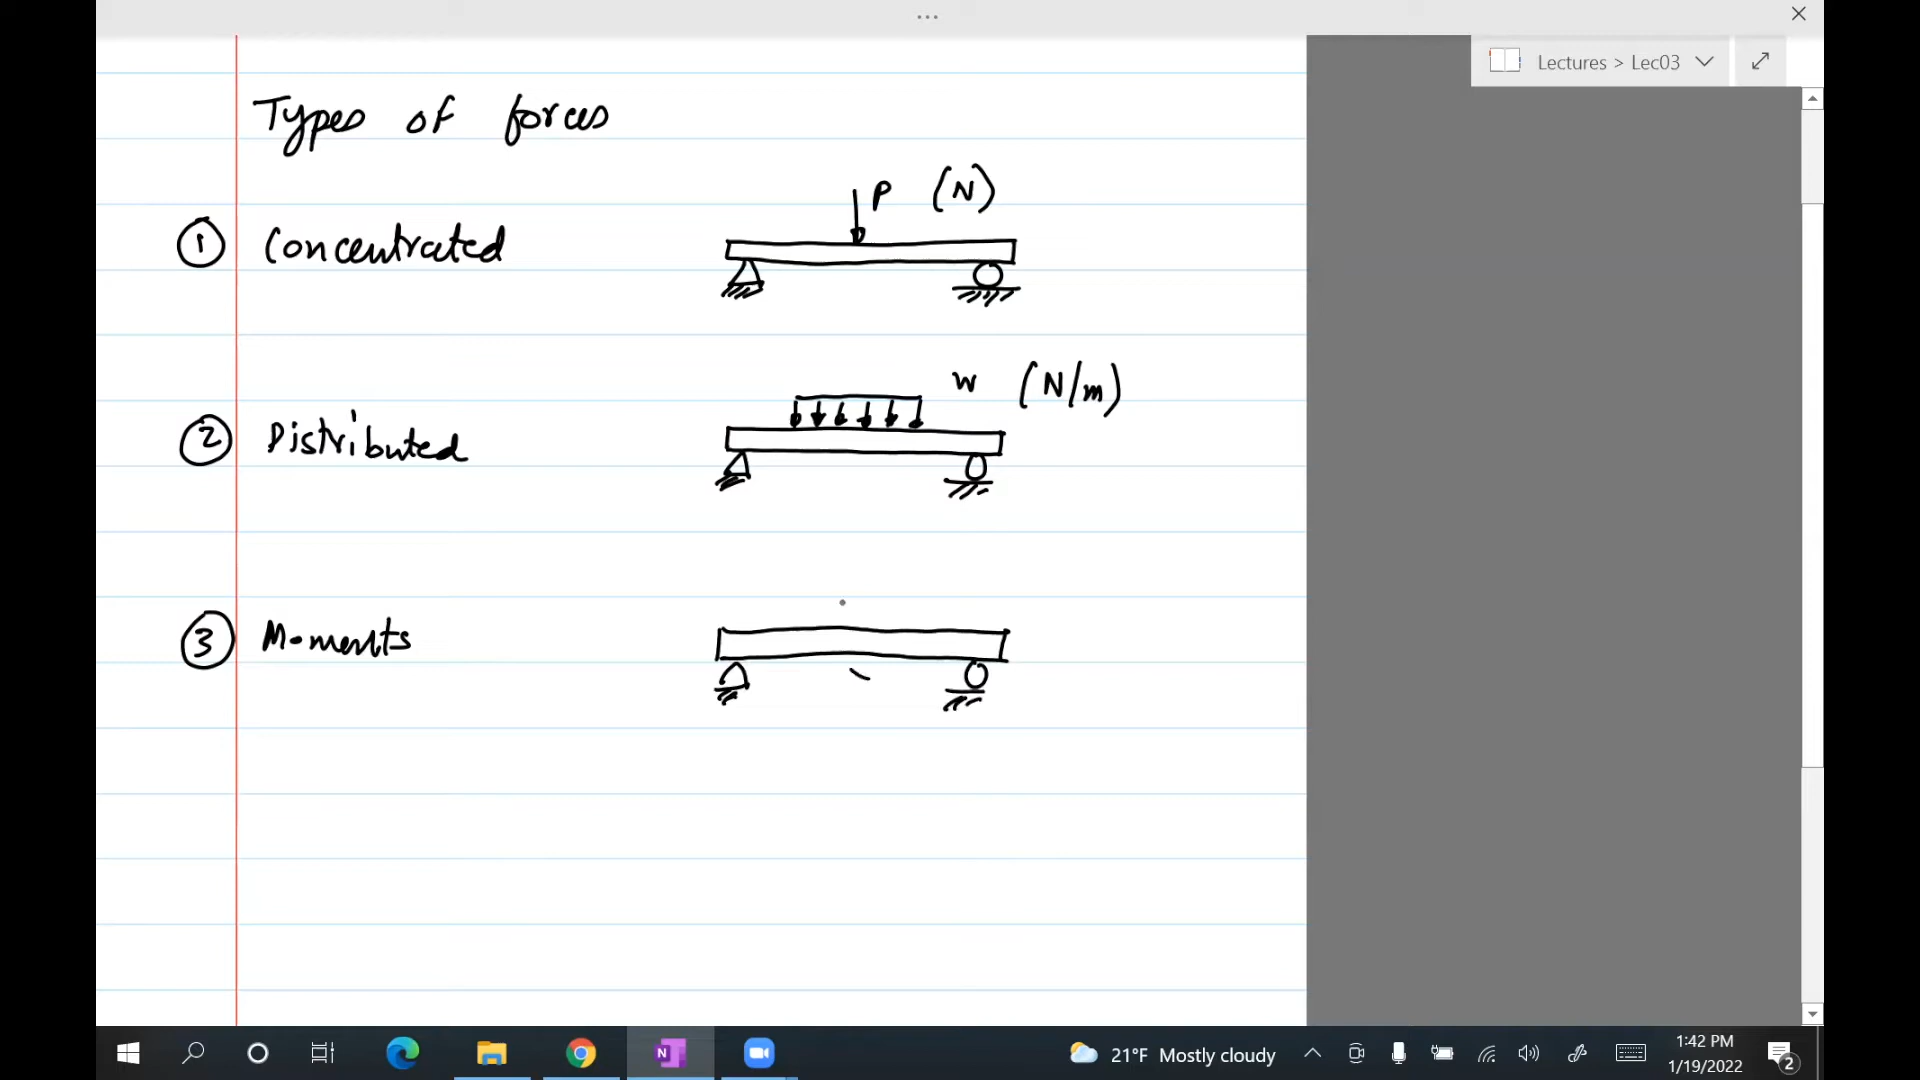 ...
Lectures > Lec03
Types of forces
P (N)
① Concentrated
w (N/m)
② Distributed
③ Moments
21°F Mostly cloudy
1:42 PM
1/19/2022
2